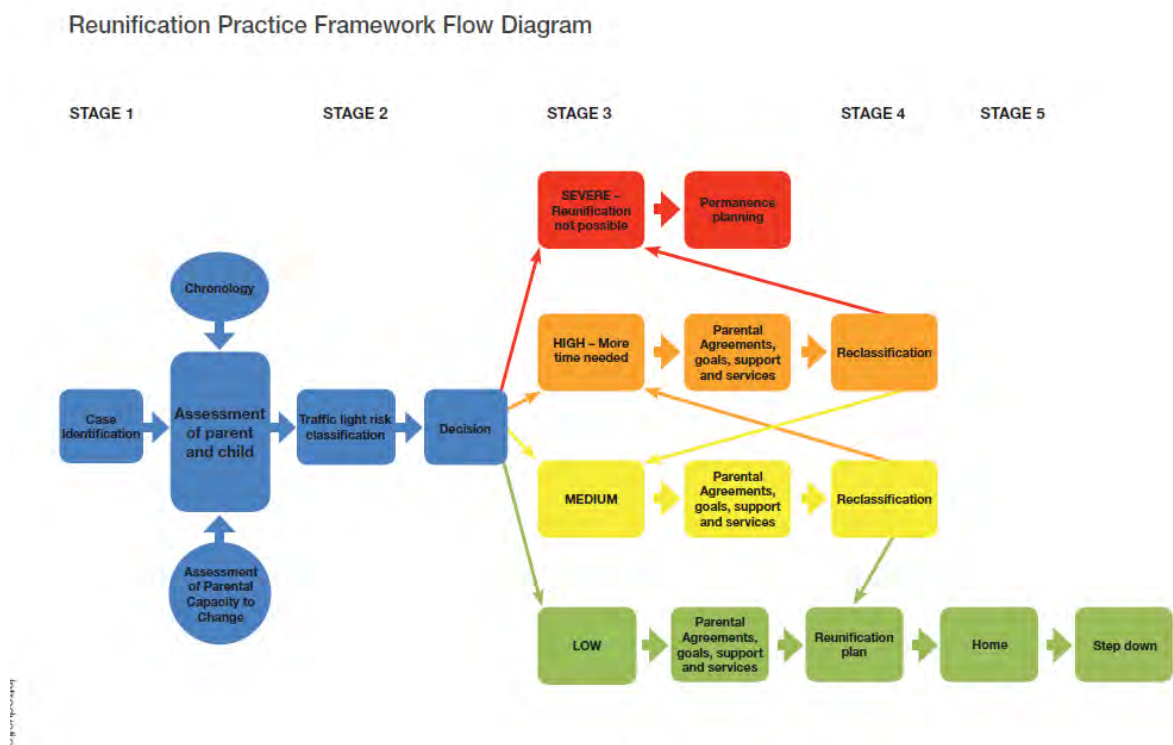 Reunification Practice Framework Flow Diagram
STAGE 1
STAGE 2
STAGE 3
STAGE 4
STAGE 5
Chronology
Case
Identification
Assessment
of parent
and child
Assessment
of Parental
Capacity to
Change
Traffic light risk
classification
Decision
SEVERE –
Reunification
not possible
Permanence
planning
HIGH – More
time needed
Parental
Agreements,
goals, support
and services
Reclassification
MEDIUM
Parental
Agreements,
goals, support
and services
Reclassification
LOW
Parental
Agreements,
goals, support
and services
Reunification
plan
Home
Step down